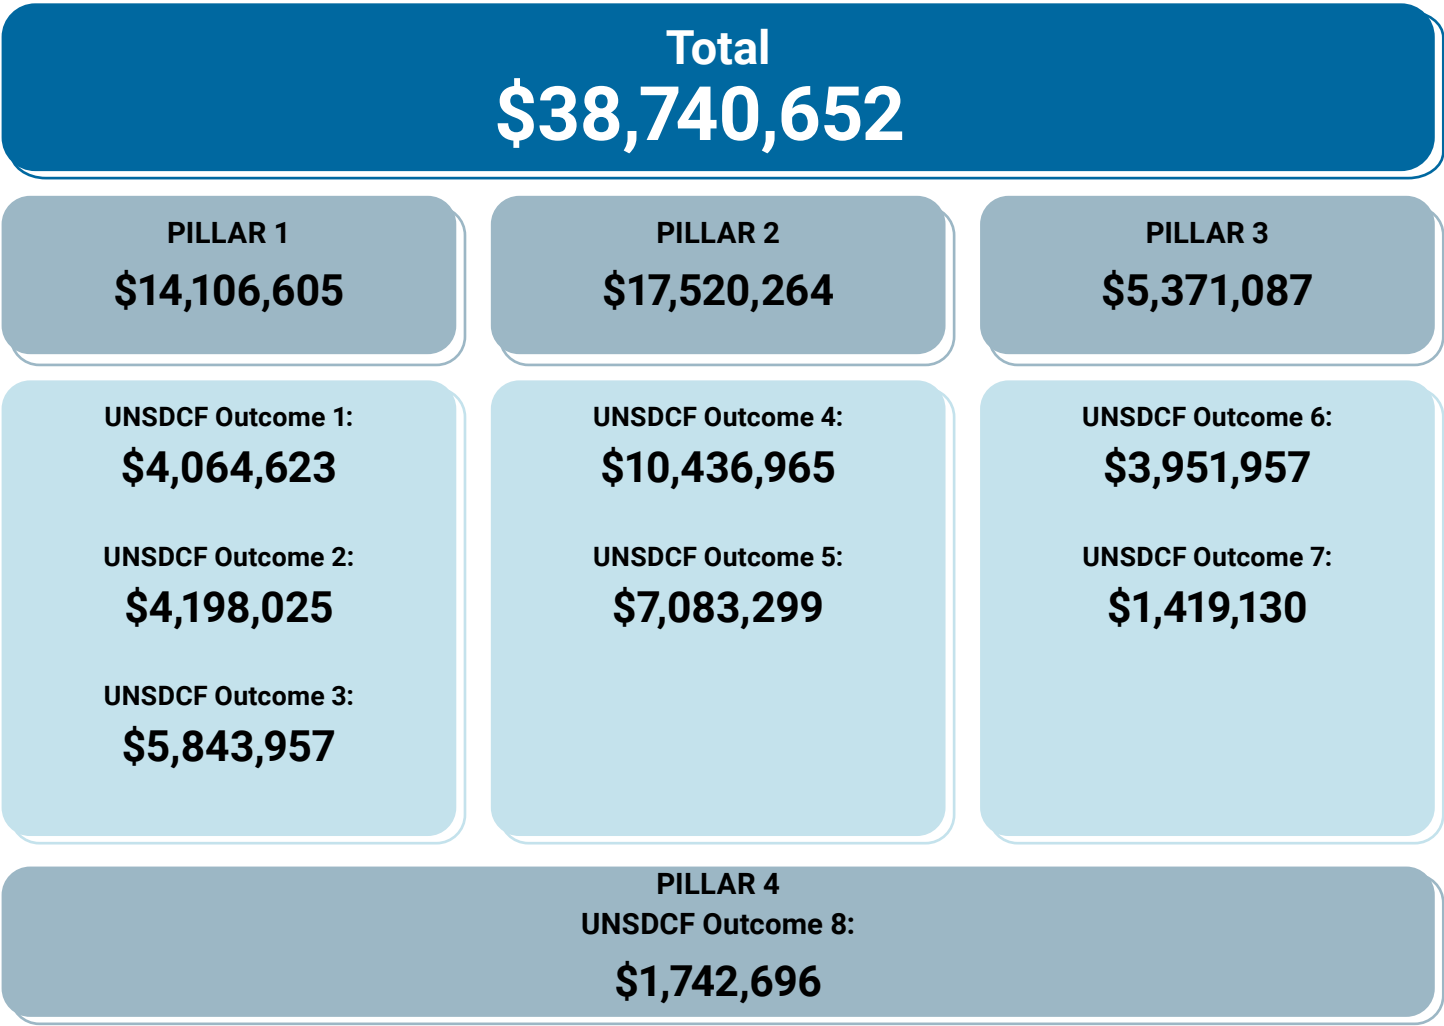 Total
$38,740,652
PILLAR 1
$14,106,605
PILLAR 2
$17,520,264
PILLAR 3
$5,371,087
UNSDCF Outcome 1:
$4,064,623
UNSDCF Outcome 2:
$4,198,025
UNSDCF Outcome 3:
$5,843,957
UNSDCF Outcome 4:
$10,436,965
UNSDCF Outcome 5:
$7,083,299
UNSDCF Outcome 6:
$3,951,957
UNSDCF Outcome 7:
$1,419,130
PILLAR 4
UNSDCF Outcome 8:
$1,742,696